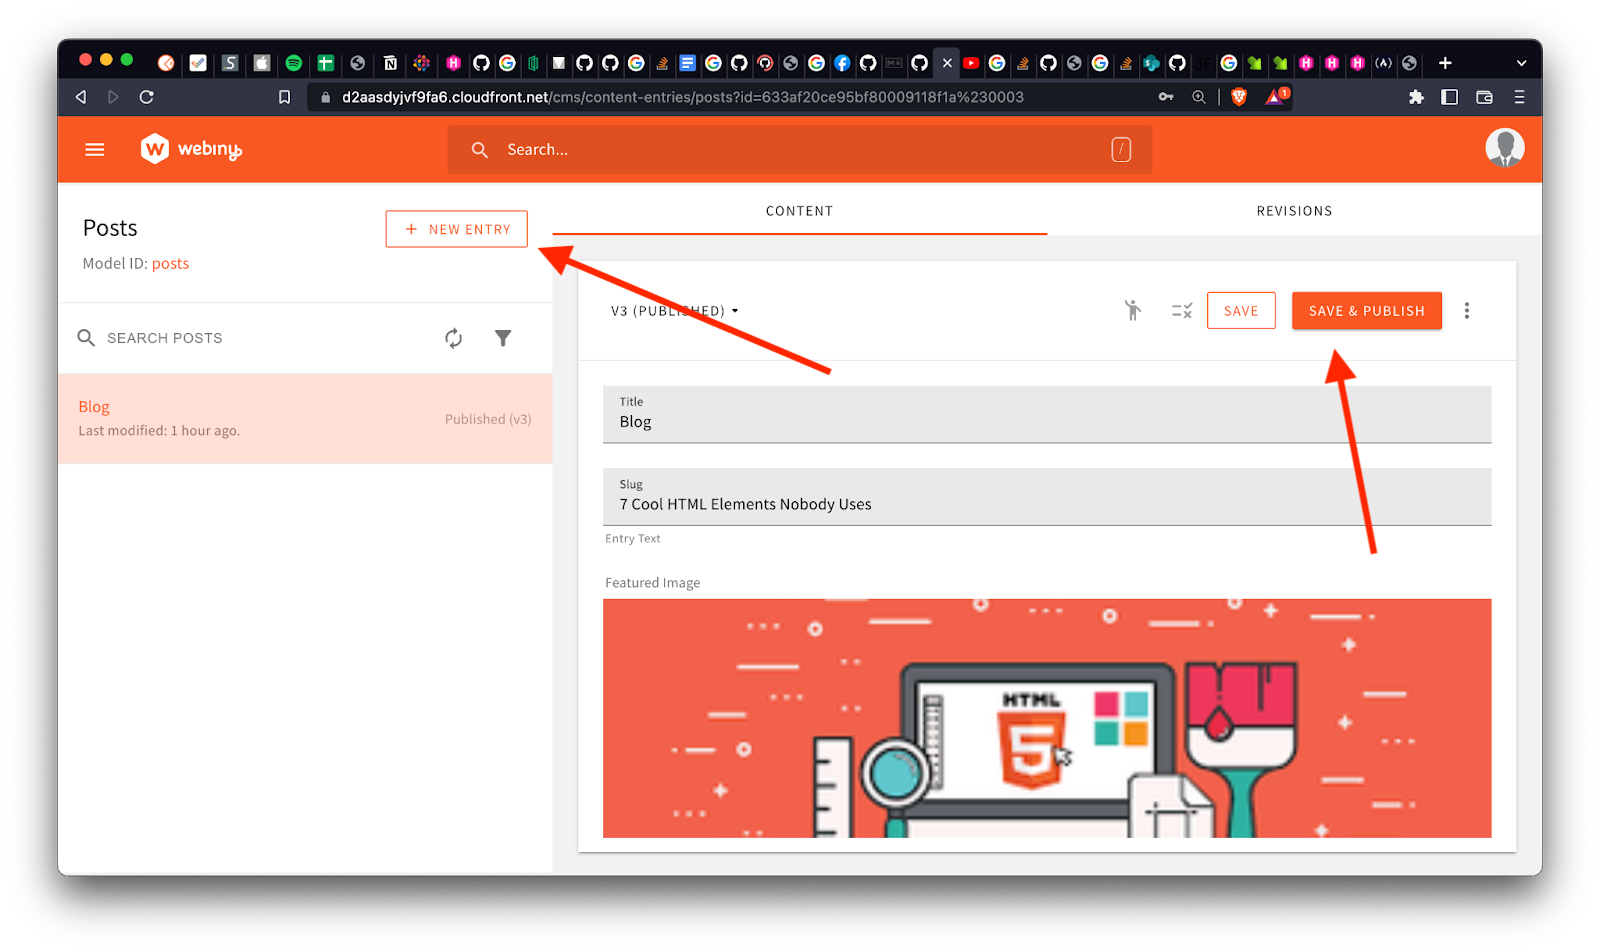 d2aasdyjvf9fa6.cloudfront.net/cms/content-entries/posts?id=633af20ce95bf80009118f1a%230003
1
W webiny
Search...
/
Posts
+ NEW ENTRY
Model ID: posts
CONTENT
REVISIONS
SEARCH POSTS
V3 (PUBLISHED)
SAVE
SAVE & PUBLISH
Blog
Last modified: 1 hour ago.
Published (v3)
Title
Blog
Slug
7 Cool HTML Elements Nobody Uses
Entry Text
Featured Image
HTML
5